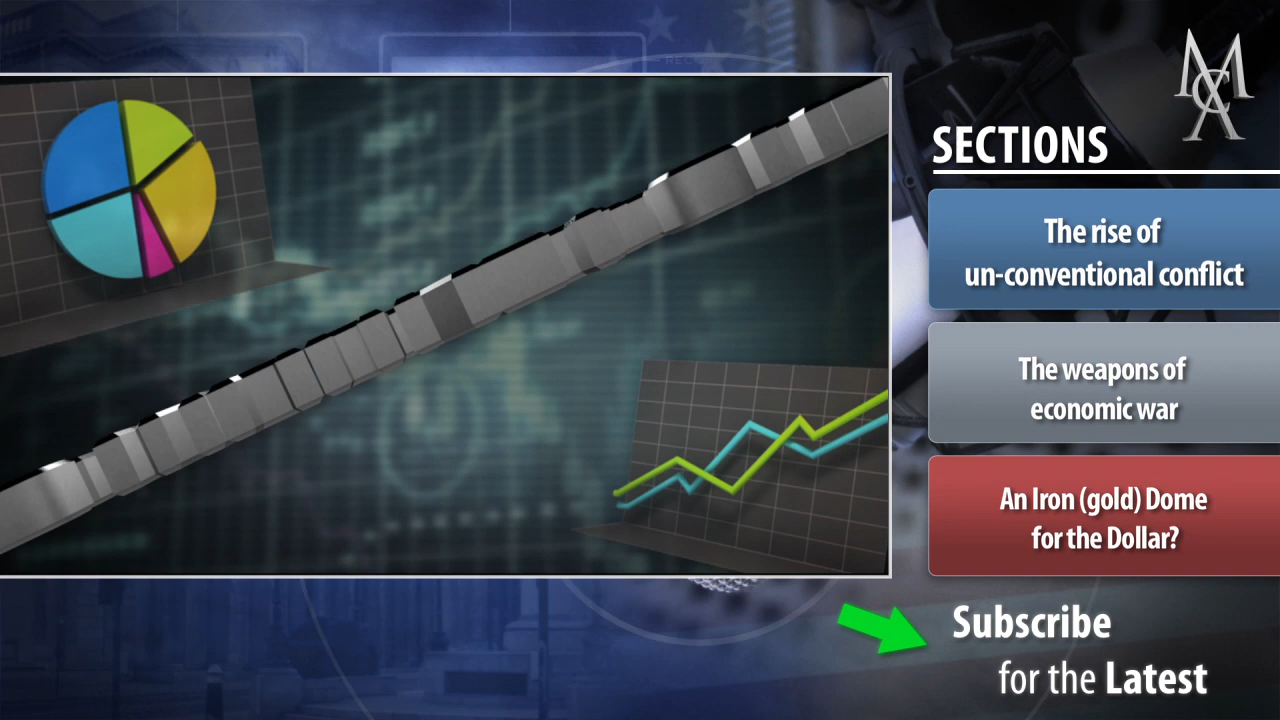 MCA
SECTIONS
The rise of
un-conventional conflict
The weapons of
economic war
An Iron (gold) Dome
for the Dollar?
Subscribe
for the Latest